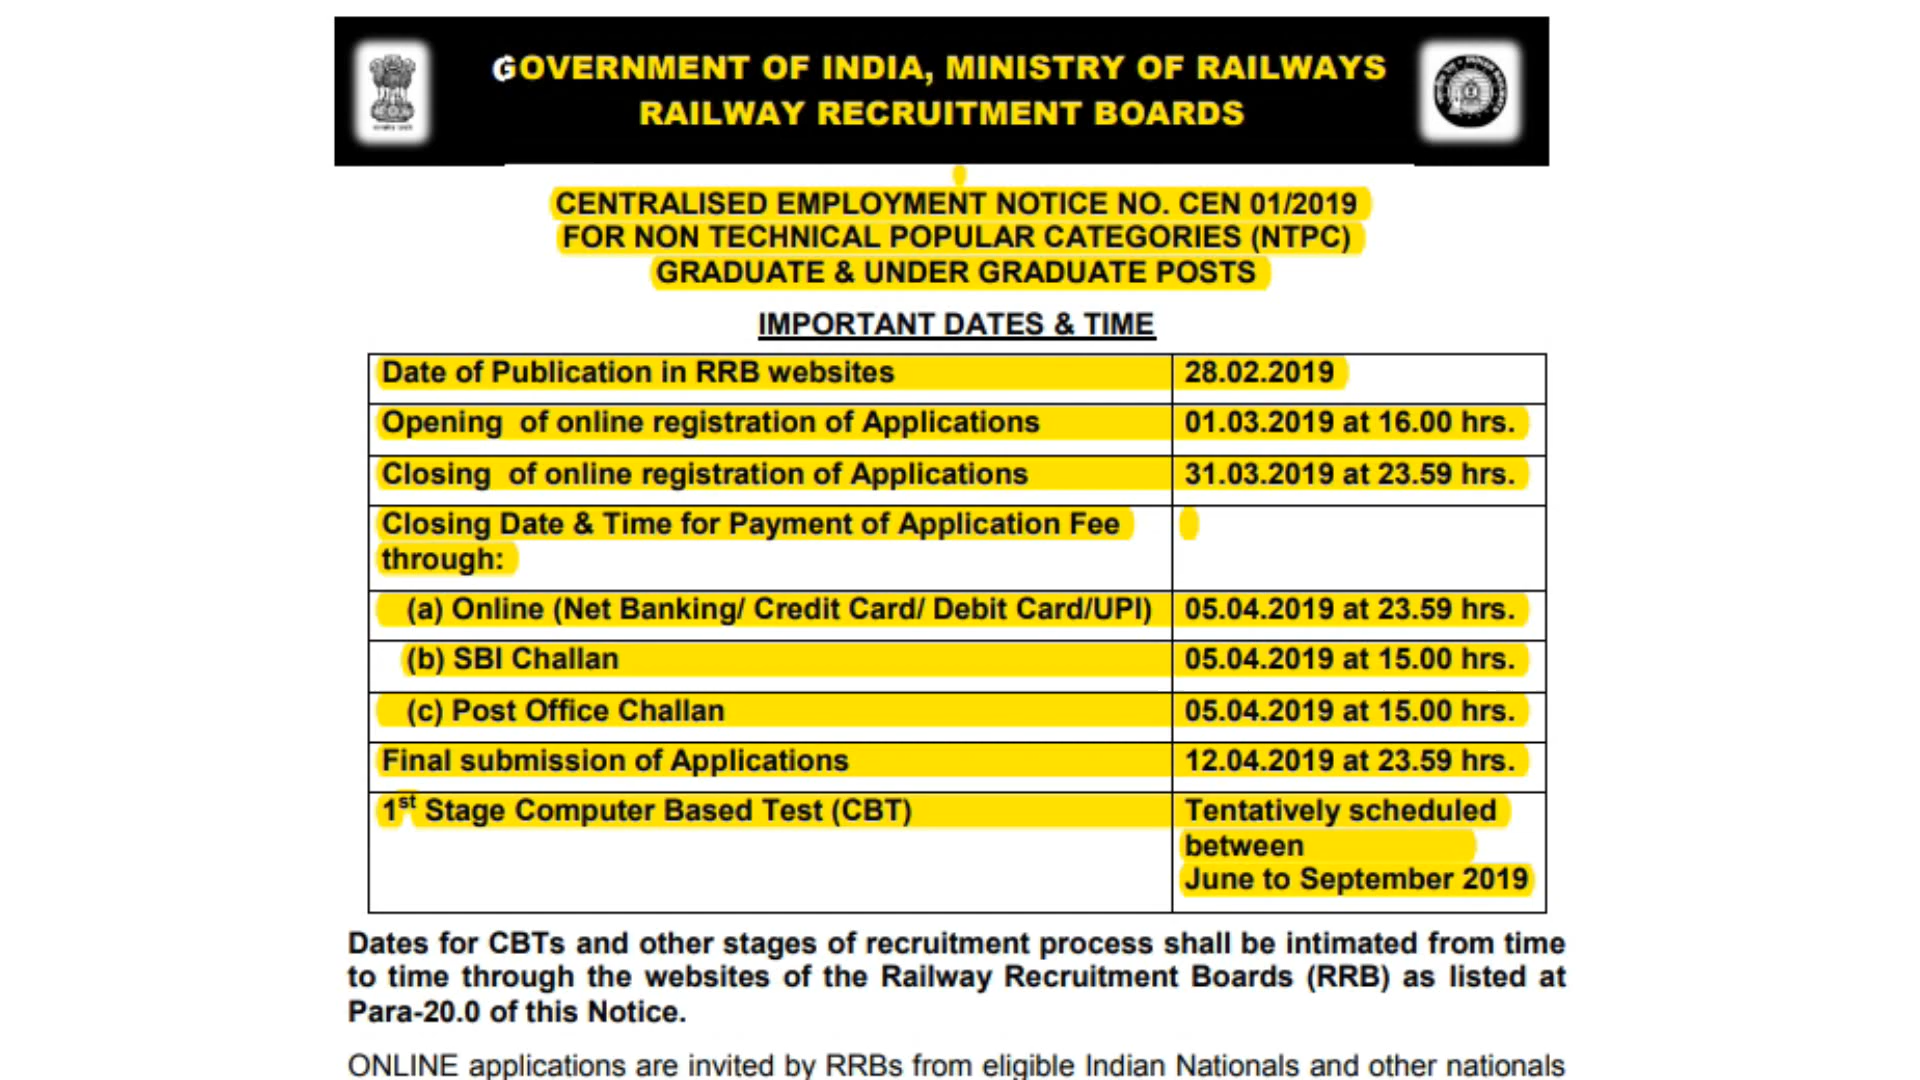 GOVERNMENT OF INDIA, MINISTRY OF RAILWAYS
RAILWAY RECRUITMENT BOARDS
CENTRALISED EMPLOYMENT NOTICE NO. CEN 01/2019
FOR NON TECHNICAL POPULAR CATEGORIES (NTPC)
GRADUATE & UNDER GRADUATE POSTS
IMPORTANT DATES & TIME
Date of Publication in RRB websites 28.02.2019
Opening of online registration of Applications 01.03.2019 at 16.00 hrs.
Closing of online registration of Applications 31.03.2019 at 23.59 hrs.
Closing Date & Time for Payment of Application Fee
through:
(a) Online (Net Banking/ Credit Card/ Debit Card/UPI) 05.04.2019 at 23.59 hrs.
(b) SBI Challan 05.04.2019 at 15.00 hrs.
(c) Post Office Challan 05.04.2019 at 15.00 hrs.
Final submission of Applications 12.04.2019 at 23.59 hrs.
1st Stage Computer Based Test (CBT) Tentatively scheduled
between
June to September 2019
Dates for CBTs and other stages of recruitment process shall be intimated from time
to time through the websites of the Railway Recruitment Boards (RRB) as listed at
Para-20.0 of this Notice.
ONLINE applications are invited by RRBs from eligible Indian Nationals and other nationals